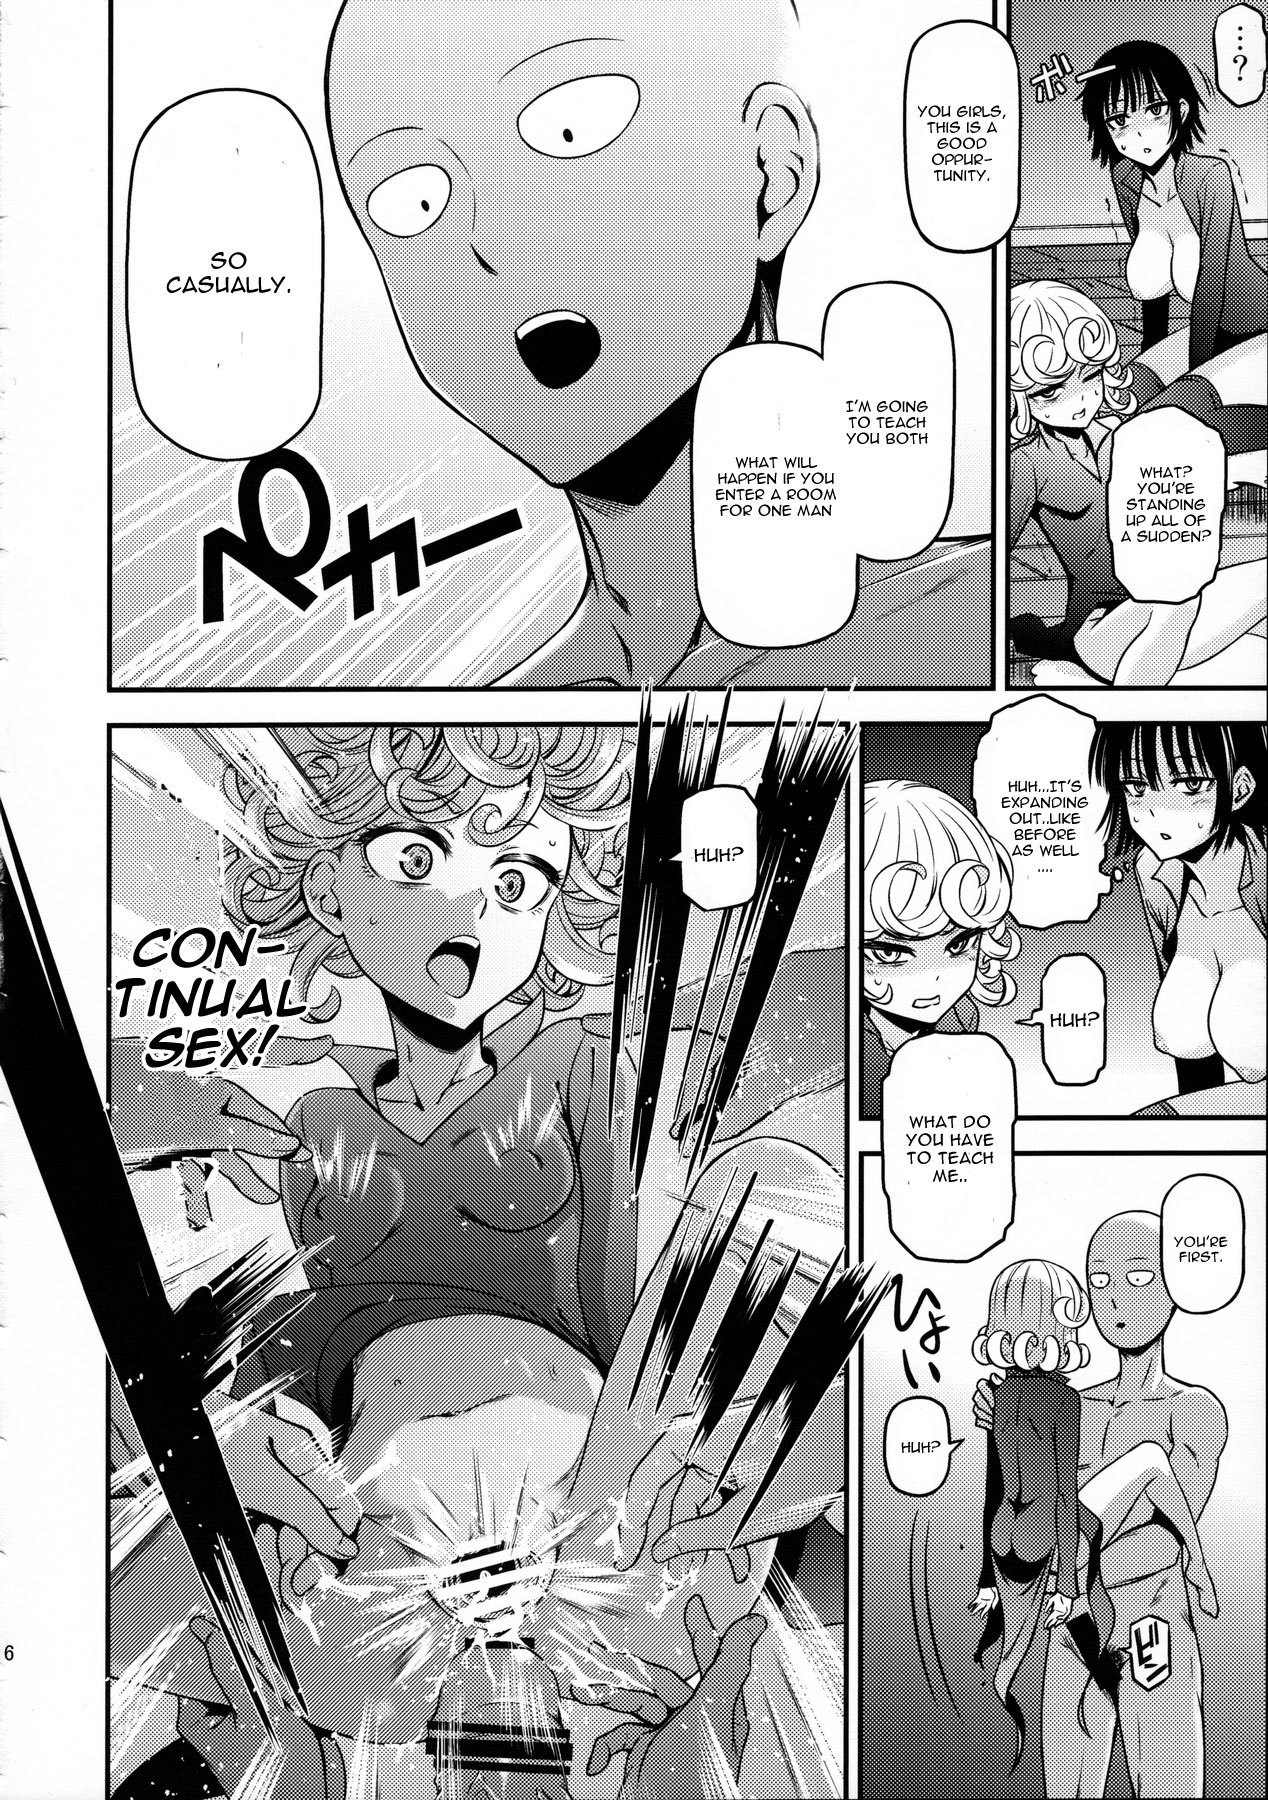 ……?
ボ
YOU GIRLS,
THIS IS A
GOOD
OPPUR-
TUNITY.
WHAT?
YOU'RE
STANDING
UP ALL OF
A SUDDEN?
I'M GOING
TO TEACH
YOU BOTH
WHAT WILL
HAPPEN IF YOU
ENTER A ROOM
FOR ONE MAN
SO
CASUALLY.
ペカー
HUH...IT'S
EXPANDING
OUT..LIKE
BEFORE
AS WELL
....
HUH?
WHAT DO
YOU HAVE
TO TEACH
ME..
YOU'RE
FIRST.
ひょい
HUH?
ビン
HUH?
CON-
TINUAL
SEX!
6